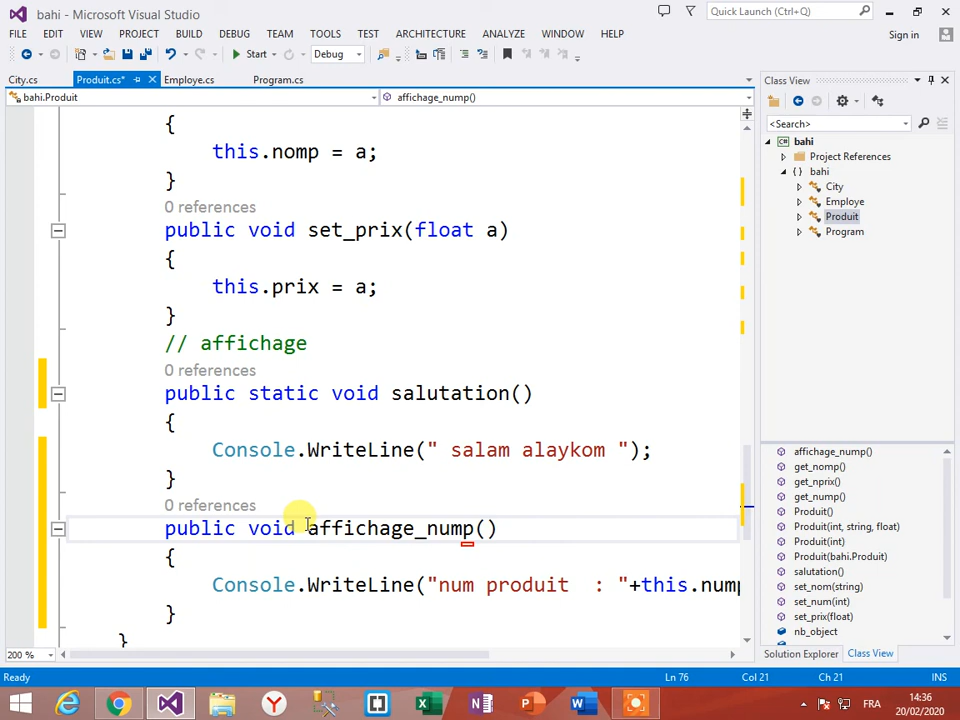 bahi - Microsoft Visual Studio
Quick Launch (Ctrl+Q)
FILE EDIT VIEW PROJECT BUILD DEBUG TEAM TOOLS TEST ARCHITECTURE ANALYZE WINDOW HELP
Sign in
Start Debug
City.cs Produit.cs* Employe.cs Program.cs
bahi.Produit affichage_nump()
{
this.nomp = a;
}
0 references
public void set_prix(float a)
{
this.prix = a;
}
// affichage
0 references
public static void salutation()
{
Console.WriteLine(" salam alaykom ");
}
0 references
public void affichage_nump()
{
Console.WriteLine("num produit  : "+this.nump
}
}
200 %
Class View
<Search>
bahi
Project References
bahi
City
Employe
Produit
Program
affichage_nump()
get_nomp()
get_nprix()
get_nump()
Produit()
Produit(int, string, float)
Produit(int)
Produit(bahi.Produit)
salutation()
set_nom(string)
set_num(int)
set_prix(float)
nb_object
Solution Explorer Class View
Ready Ln 76 Col 21 Ch 21 INS
FRA
14:36
20/02/2020